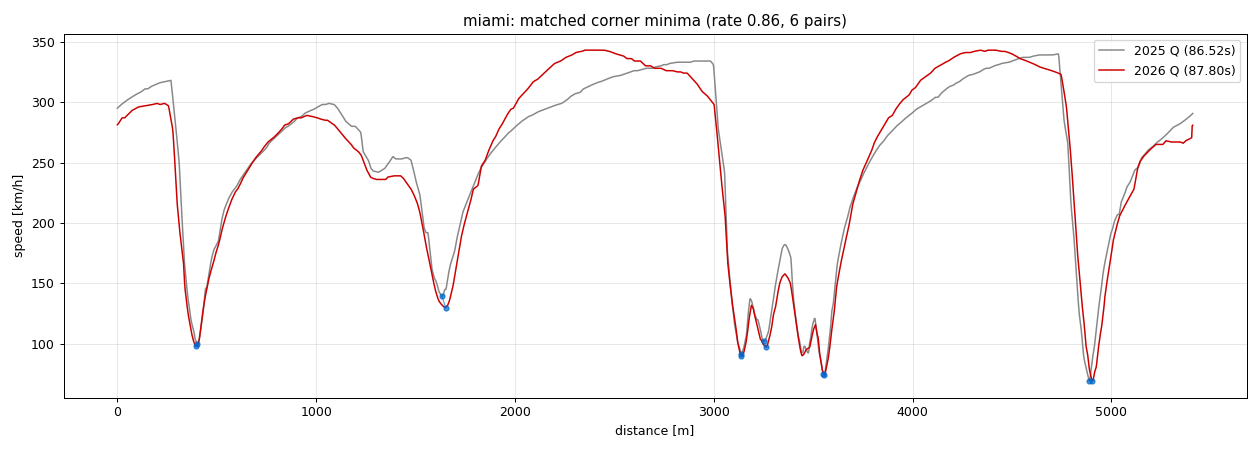 miami: matched corner minima (rate 0.86, 6 pairs)
2025 Q (86.52s)
2026 Q (87.80s)
speed [km/h]
350
300
250
200
150
100
0 1000 2000 3000 4000 5000
distance [m]